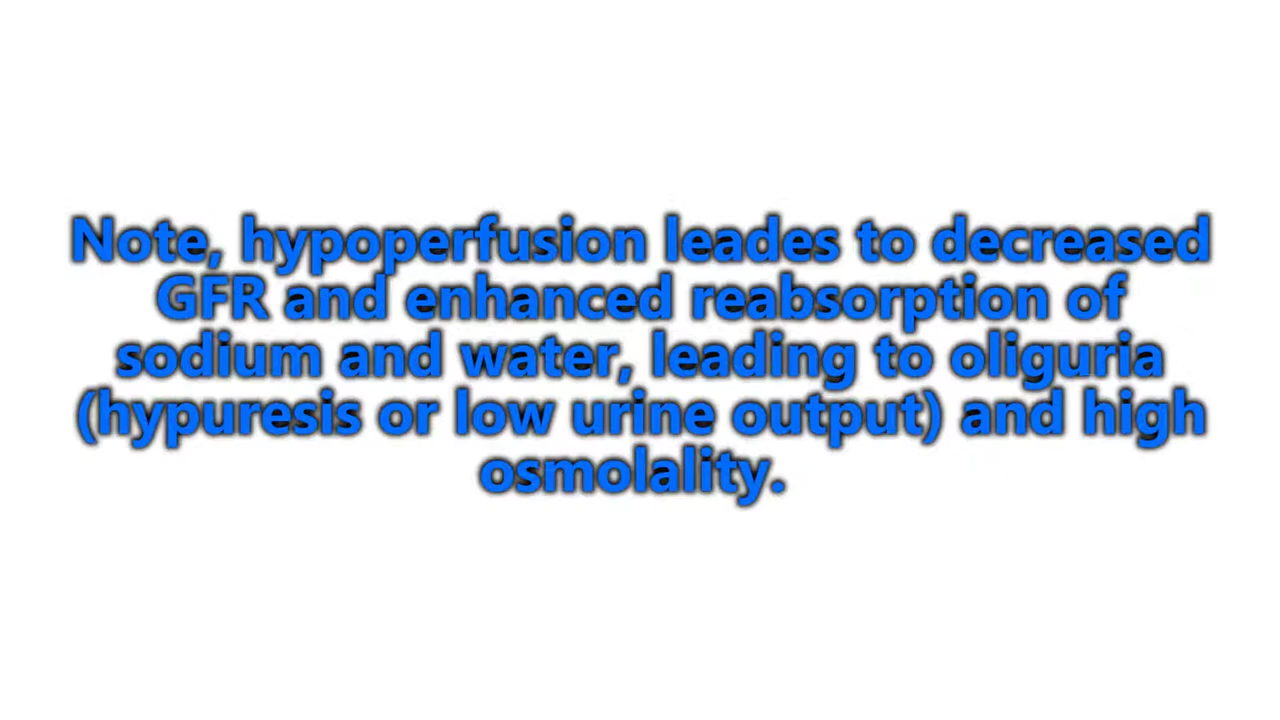 Note, hypoperfusion leades to decreased
GFR and enhanced reabsorption of
sodium and water, leading to oliguria
(hypuresis or low urine output) and high
osmolality.